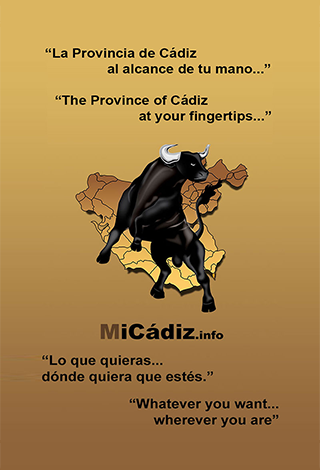 “La Provincia de Cádiz
al alcance de tu mano...”
“The Province of Cádiz
at your fingertips...”
MiCádiz.info
“Lo que quieras...
dónde quiera que estés.”
“Whatever you want...
wherever you are”